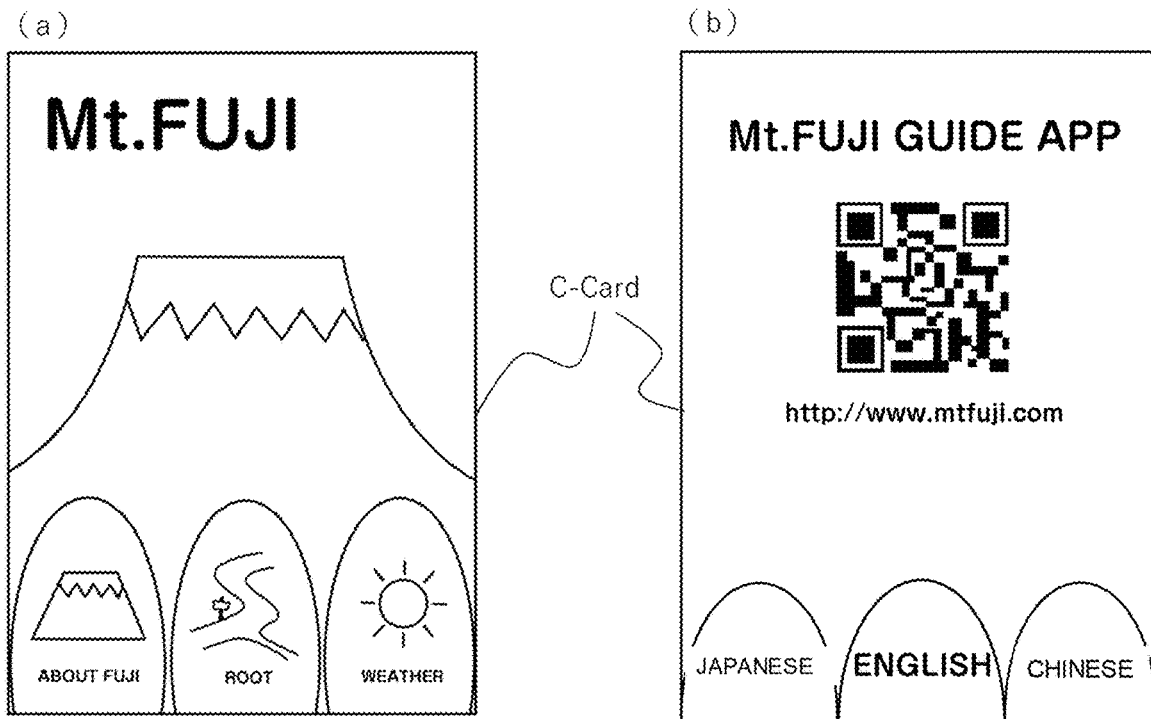 (a)
Mt.FUJI
ABOUT FUJI
ROOT
WEATHER
C-Card
(b)
Mt.FUJI GUIDE APP
http://www.mtfuji.com
JAPANESE
ENGLISH
CHINESE